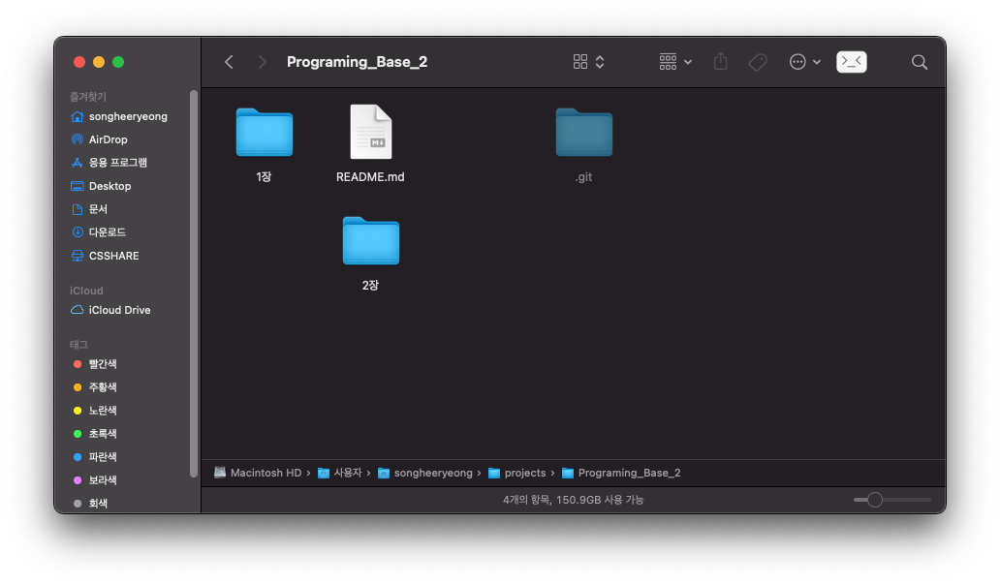 Programing_Base_2
즐겨찾기
songheeryeong
AirDrop
응용 프로그램
Desktop
문서
다운로드
CSSHARE
iCloud
iCloud Drive
태그
빨간색
주황색
노란색
초록색
파란색
보라색
회색
1장
README.md
.git
2장
Macintosh HD › 사용자 › songheeryeong › projects › Programing_Base_2
4개의 항목, 150.9GB 사용 가능